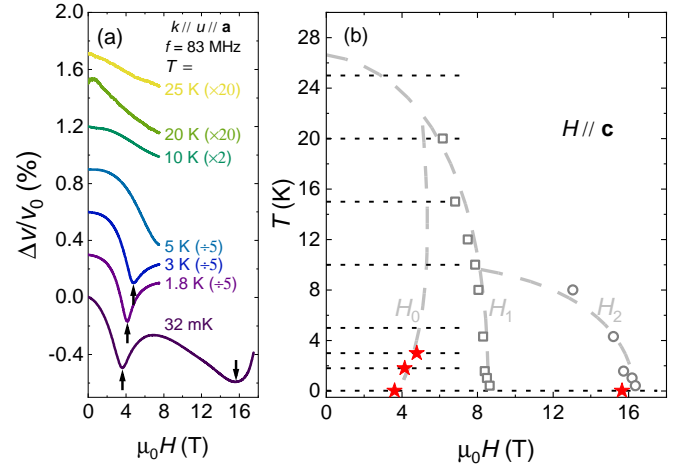 (a)
k // u // a
f = 83 MHz
T =
25 K (×20)
20 K (×20)
10 K (×2)
5 K (÷5)
3 K (÷5)
1.8 K (÷5)
32 mK
Δv/v₀ (%)
1.6
1.2
0.8
0.4
0.0
-0.4
0 4 8 12 16
μ₀H (T)
(b)
H // c
H₀
H₁
H₂
T (K)
28
24
20
16
12
8
4
0
0 4 8 12 16
μ₀H (T)